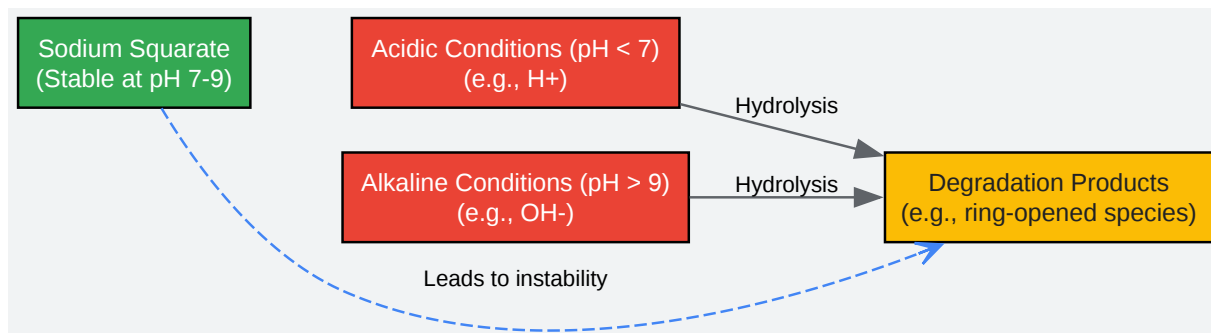 Sodium Squarate
(Stable at pH 7-9)
Acidic Conditions (pH < 7)
(e.g., H+)
Hydrolysis
Alkaline Conditions (pH > 9)
(e.g., OH-)
Hydrolysis
Degradation Products
(e.g., ring-opened species)
Leads to instability